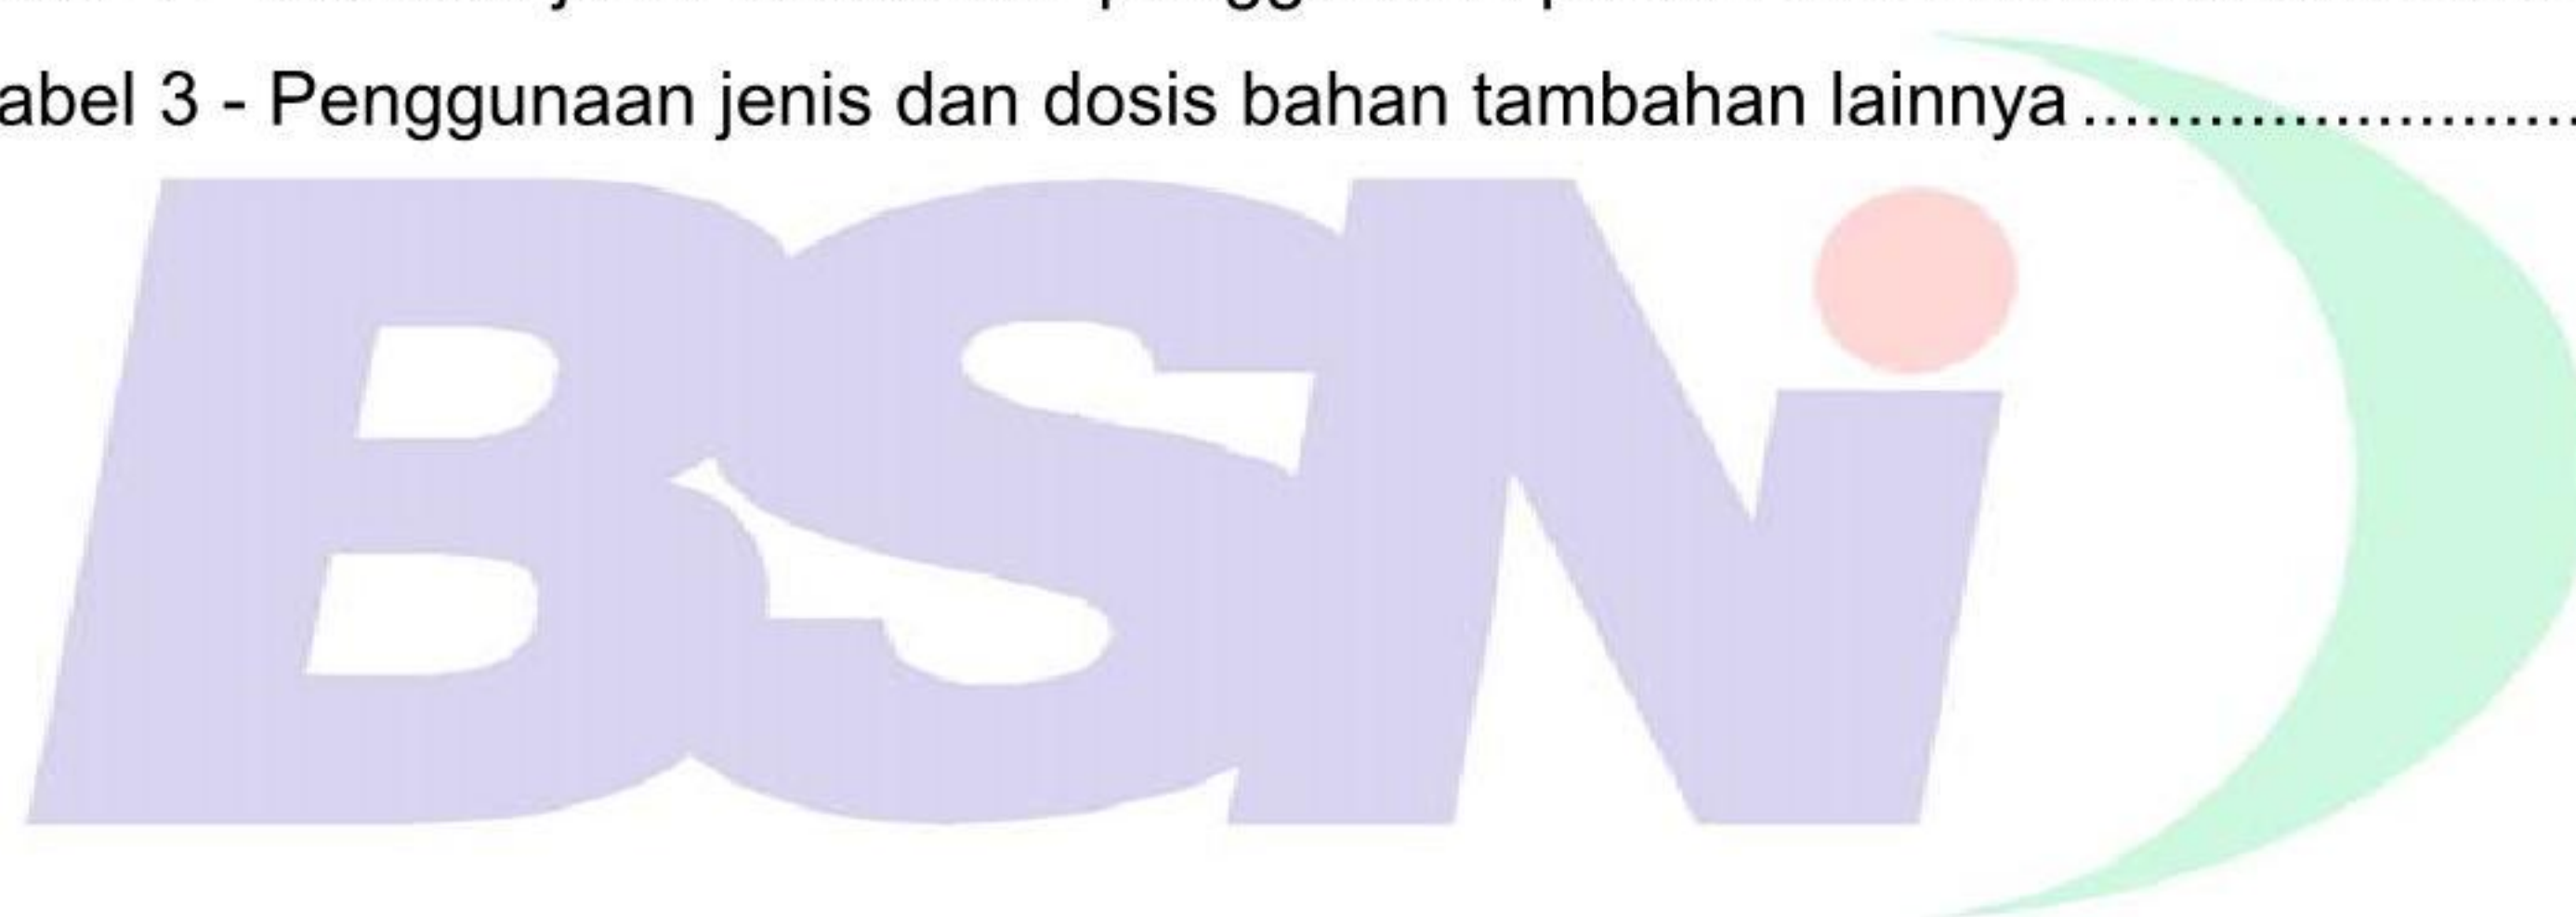 abel 3 - Penggunaan jenis dan dosis bahan tambahan lainnya........................
BSN